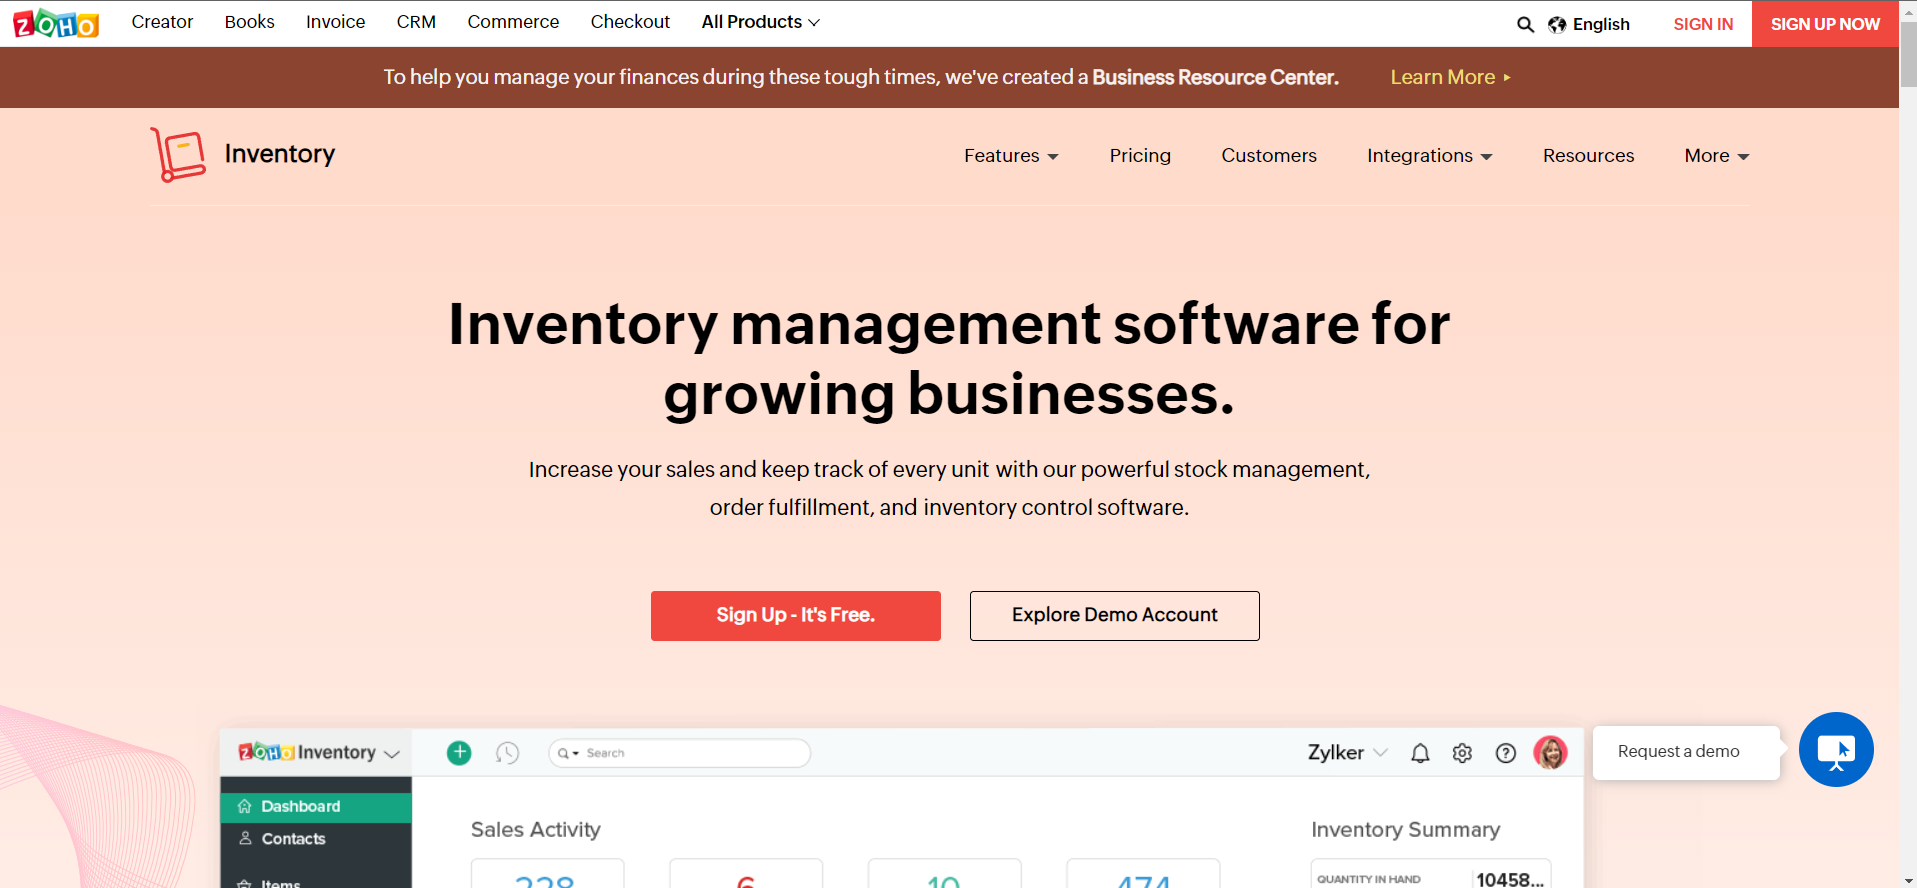 ZOHO Creator Books Invoice CRM Commerce Checkout All Products English SIGN IN SIGN UP NOW
To help you manage your finances during these tough times, we've created a Business Resource Center. Learn More
Inventory Features Pricing Customers Integrations Resources More
Inventory management software for
growing businesses.
Increase your sales and keep track of every unit with our powerful stock management,
order fulfillment, and inventory control software.
Sign Up - It's Free. Explore Demo Account
ZOHO Inventory Search Zylker Request a demo
Dashboard
Sales Activity Inventory Summary
Contacts
Items 228 6 10 474 QUANTITY IN HAND 10458...